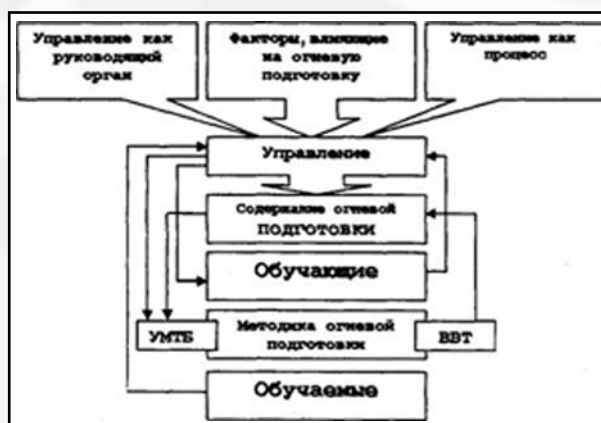 Управление как
руководящий
орган
Факторы, влияющие
на огневую
подготовку
Управление как
процесс
Управление
Содержание огневой
ПОДГОТОВКИ
Обучающие
УМТБ
Методика огневой
подготовки
ВВТ
Обучаемые